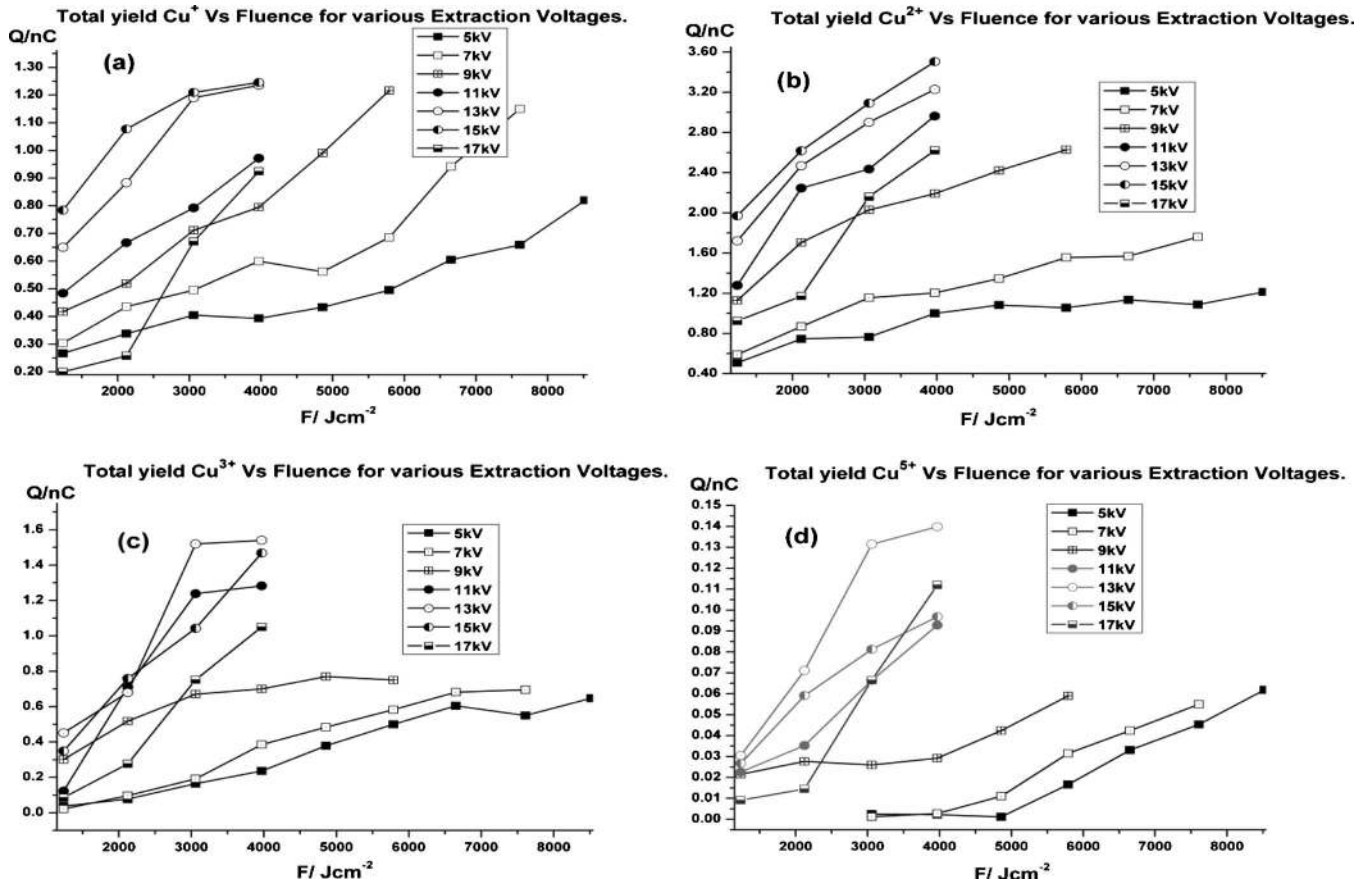 Total yield Cu⁺ Vs Fluence for various Extraction Voltages.
Q/nC
(a)
5kV
7kV
9kV
11kV
13kV
15kV
17kV
1.30
1.20
1.10
1.00
0.90
0.80
0.70
0.60
0.50
0.40
0.30
0.20
2000 3000 4000 5000 6000 7000 8000
F/ Jcm⁻²
Total yield Cu²⁺ Vs Fluence for various Extraction Voltages.
Q/nC
(b)
5kV
7kV
9kV
11kV
13kV
15kV
17kV
3.60
3.20
2.80
2.40
2.00
1.60
1.20
0.80
0.40
2000 3000 4000 5000 6000 7000 8000
F/ Jcm⁻²
Total yield Cu³⁺ Vs Fluence for various Extraction Voltages.
Q/nC
(c)
5kV
7kV
9kV
11kV
13kV
15kV
17kV
1.6
1.4
1.2
1.0
0.8
0.6
0.4
0.2
0.0
2000 3000 4000 5000 6000 7000 8000
F/ Jcm⁻²
Total yield Cu⁵⁺ Vs Fluence for various Extraction Voltages.
Q/nC
(d)
5kV
7kV
9kV
11kV
13kV
15kV
17kV
0.15
0.14
0.13
0.12
0.11
0.10
0.09
0.08
0.07
0.06
0.05
0.04
0.03
0.02
0.01
0.00
2000 3000 4000 5000 6000 7000 8000
F/ Jcm⁻²